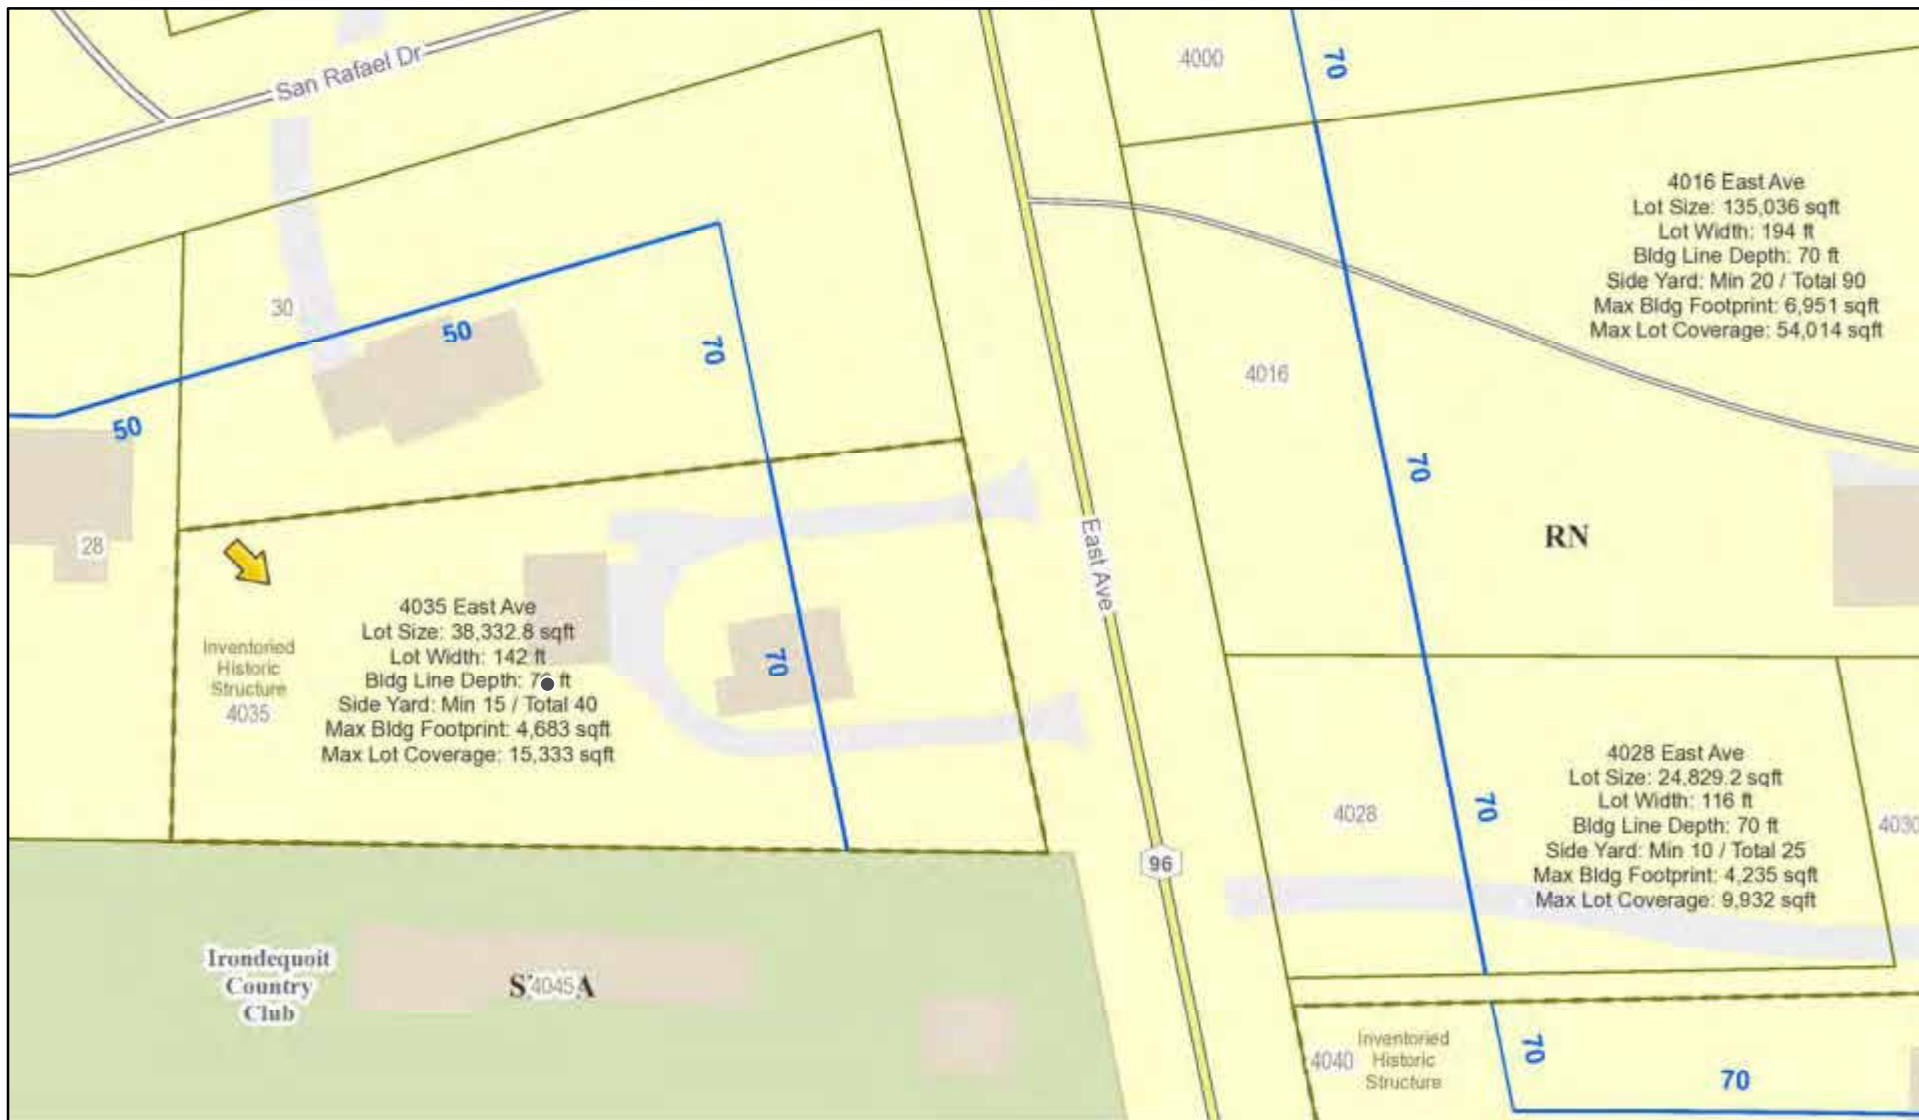 San Rafael Dr
4000
70
4016 East Ave
Lot Size: 135,036 sqft
Lot Width: 194 ft
Bldg Line Depth: 70 ft
Side Yard: Min 20 / Total 90
Max Bldg Footprint: 6,951 sqft
Max Lot Coverage: 54,014 sqft
30
50
70
4016
50
70
28
East Ave
RN
4035 East Ave
Lot Size: 38,332.8 sqft
Lot Width: 142 ft
Bldg Line Depth: 7 ft
Side Yard: Min 15 / Total 40
Max Bldg Footprint: 4,683 sqft
Max Lot Coverage: 15,333 sqft
Inventoried
Historic
Structure
4035
70
4028 East Ave
Lot Size: 24,829.2 sqft
Lot Width: 116 ft
Bldg Line Depth: 70 ft
Side Yard: Min 10 / Total 25
Max Bldg Footprint: 4,235 sqft
Max Lot Coverage: 9,932 sqft
4028
70
4030
96
Irondequoit
Country
Club
4045
A
4040
Inventoried
Historic
Structure
70
70